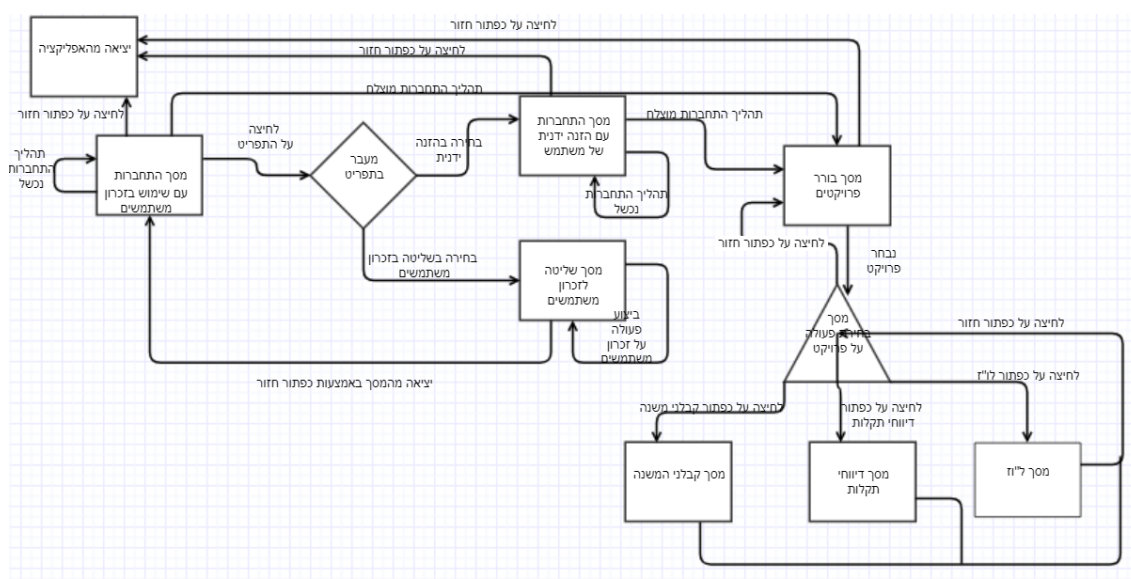 לחיצה על כפתור חזור
יציאה מהאפליקציה
לחיצה על כפתור חזור
תהליך התחברות מוצלח
לחיצה על כפתור חזור
מסך התחברות
עם הזנה ידנית
של משתמש
תהליך התחברות מוצלח
לחיצה
על התפריט
בחירה בהזנה
ידנית
תהליך
התחברות
נכשל
מסך התחברות
עם שימוש בזכרון
משתמשים
מעבר
בתפריט
מסך בורר
פרויקטים
תהליך התחברות
נכשל
לחיצה על כפתור חזור
נבחר
פרויקט
בחירה בשליטה בזכרון
משתמשים
מסך שליטה
לזכרון
משתמשים
ביצוע
פעולה
על זכרון
משתמשים
מסך
בחירת פעולה
על פרויקט
לחיצה על כפתור חזור
יציאה מהמסך באמצעות כפתור חזור
לחיצה על כפתור לו"ז
לחיצה על כפתור קבלני משנה
לחיצה על כפתור
דיווחי תקלות
מסך קבלני המשנה
מסך דיווחי
תקלות
מסך ל"וז